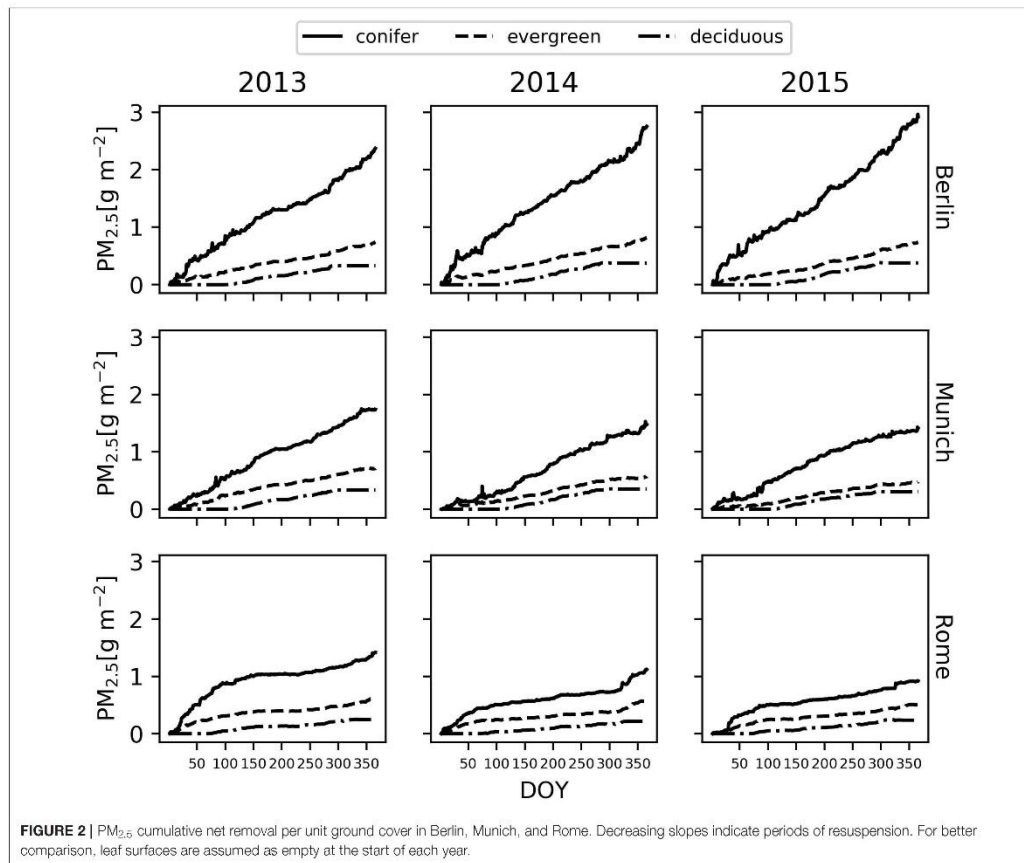 conifer evergreen deciduous
2013 2014 2015
3
2
1
0
PM₂.₅[g m⁻²]
Berlin
3
2
1
0
PM₂.₅[g m⁻²]
Munich
3
2
1
0
PM₂.₅[g m⁻²]
Rome
50 100 150 200 250 300 350 50 100 150 200 250 300 350 50 100 150 200 250 300 350
DOY
FIGURE 2 | PM₂.₅ cumulative net removal per unit ground cover in Berlin, Munich, and Rome. Decreasing slopes indicate periods of resuspension. For better
comparison, leaf surfaces are assumed as empty at the start of each year.